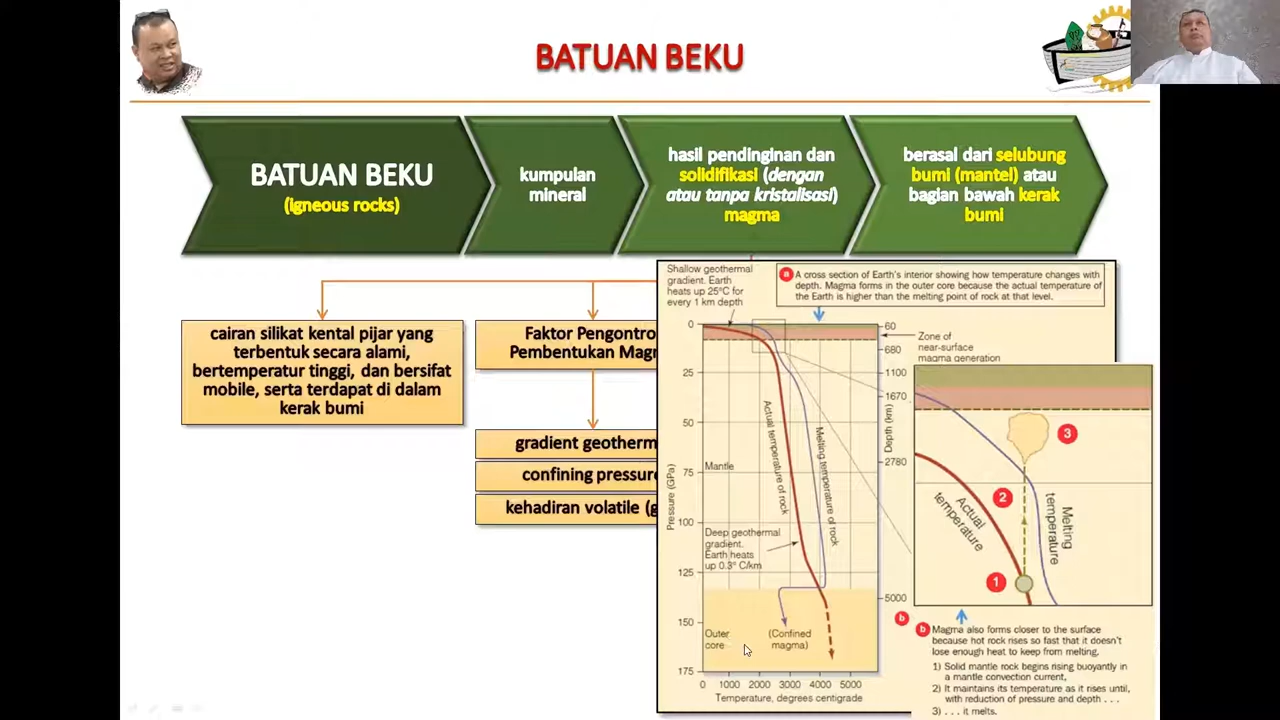 BATUAN BEKU
BATUAN BEKU
(igneous rocks)
kumpulan
mineral
hasil pendinginan dan
solidifikasi (dengan
atau tanpa kristalisasi)
magma
berasal dari selubung
bumi (mantel) atau
bagian bawah kerak
bumi
cairan silikat kental pijar yang
terbentuk secara alami,
bertemperatur tinggi, dan bersifat
mobile, serta terdapat di dalam
kerak bumi
Faktor Pengontro
Pembentukan Magm
gradient geotherm
confining pressure
kehadiran volatile (g
Shallow geothermal
gradient. Earth
heats up 25°C for
every 1 km depth
a A cross section of Earth's interior showing how temperature changes with
depth. Magma forms in the outer core because the actual temperature of
the Earth is higher than the melting point of rock at that level.
0
25
50
75
100
125
150
175
Pressure (GPa)
60
680
1100
1670
2780
5000
Depth (km)
Zone of
near-surface
magma generation
Actual temperature of rock
Melting temperature of rock
Mantle
Deep geothermal
gradient.
Earth heats
up 0.3° C/km
Outer
core
(Confined
magma)
0 1000 2000 3000 4000 5000
Temperature, degrees centigrade
b
3
2
1
Actual
temperature
Melting
temperature
b Magma also forms closer to the surface
because hot rock rises so fast that it doesn't
lose enough heat to keep from melting.
1) Solid mantle rock begins rising buoyantly in
a mantle convection current,
2) It maintains its temperature as it rises until,
with reduction of pressure and depth . . .
3) . . . it melts.